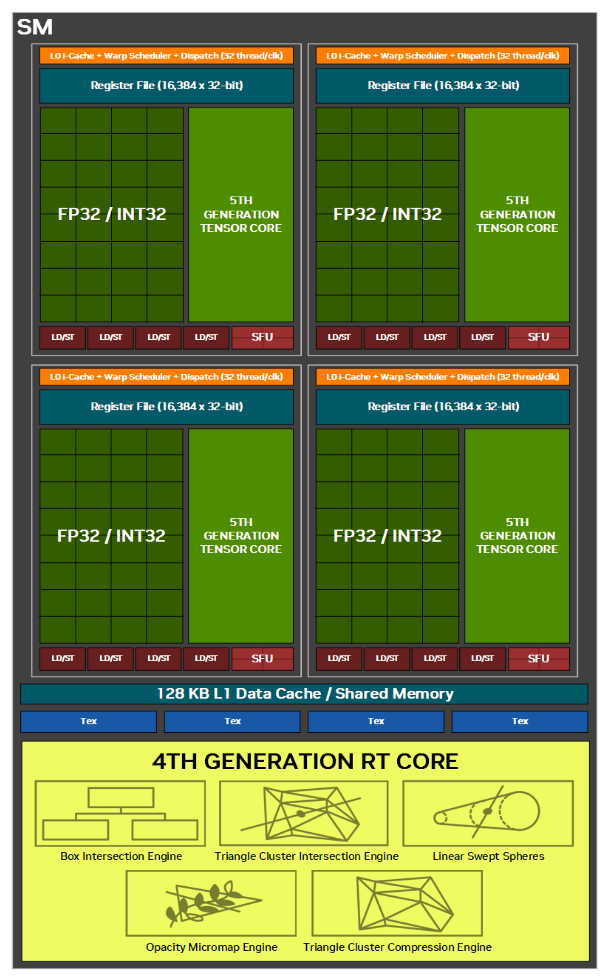 SM
L0 i-Cache + Warp Scheduler + Dispatch (32 thread/clk)
Register File (16,384 x 32-bit)
FP32 / INT32
5TH
GENERATION
TENSOR CORE
LD/ST LD/ST LD/ST LD/ST SFU
L0 i-Cache + Warp Scheduler + Dispatch (32 thread/clk)
Register File (16,384 x 32-bit)
FP32 / INT32
5TH
GENERATION
TENSOR CORE
LD/ST LD/ST LD/ST LD/ST SFU
L0 i-Cache + Warp Scheduler + Dispatch (32 thread/clk)
Register File (16,384 x 32-bit)
FP32 / INT32
5TH
GENERATION
TENSOR CORE
LD/ST LD/ST LD/ST LD/ST SFU
L0 i-Cache + Warp Scheduler + Dispatch (32 thread/clk)
Register File (16,384 x 32-bit)
FP32 / INT32
5TH
GENERATION
TENSOR CORE
LD/ST LD/ST LD/ST LD/ST SFU
128 KB L1 Data Cache / Shared Memory
Tex Tex Tex Tex
4TH GENERATION RT CORE
Box Intersection Engine
Triangle Cluster Intersection Engine
Linear Swept Spheres
Opacity Micromap Engine
Triangle Cluster Compression Engine